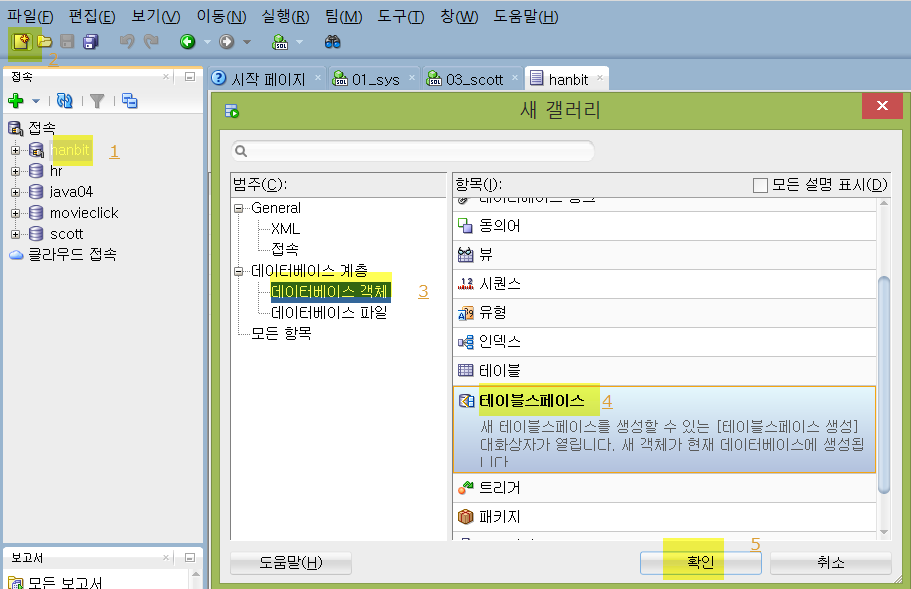 파일(F) 편집(E) 보기(V) 이동(N) 실행(R) 팀(M) 도구(T) 창(W) 도움말(H)
2
접속
시작 페이지 01_sys 03_scott hanbit
접속
hanbit 1
hr
java04
movieclick
scott
클라우드 접속
보고서
모든 보고서
새 갤러리
범주(C):
General
XML
접속
데이터베이스 계층
데이터베이스 객체 3
데이터베이스 파일
모든 항목
항목(I): 모든 설명 표시(D)
데이터베이스 링크
동의어
뷰
시퀀스
유형
인덱스
테이블
테이블스페이스 4
새 테이블스페이스를 생성할 수 있는 [테이블스페이스 생성]
대화상자가 열립니다. 새 객체가 현재 데이터베이스에 생성됩
니다
트리거
패키지
5
도움말(H) 확인 취소